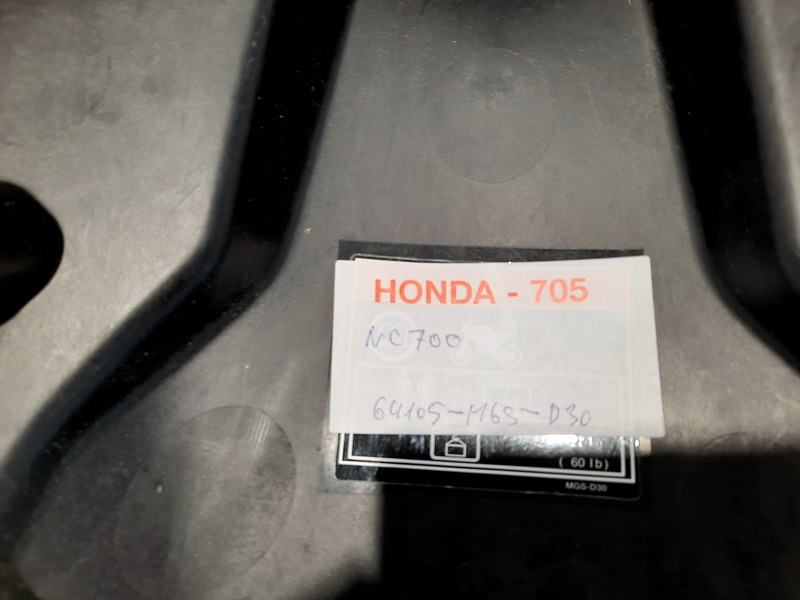 HONDA - 705
NC700
64105-MGS-D30
( 60 lb)
MGS-D30